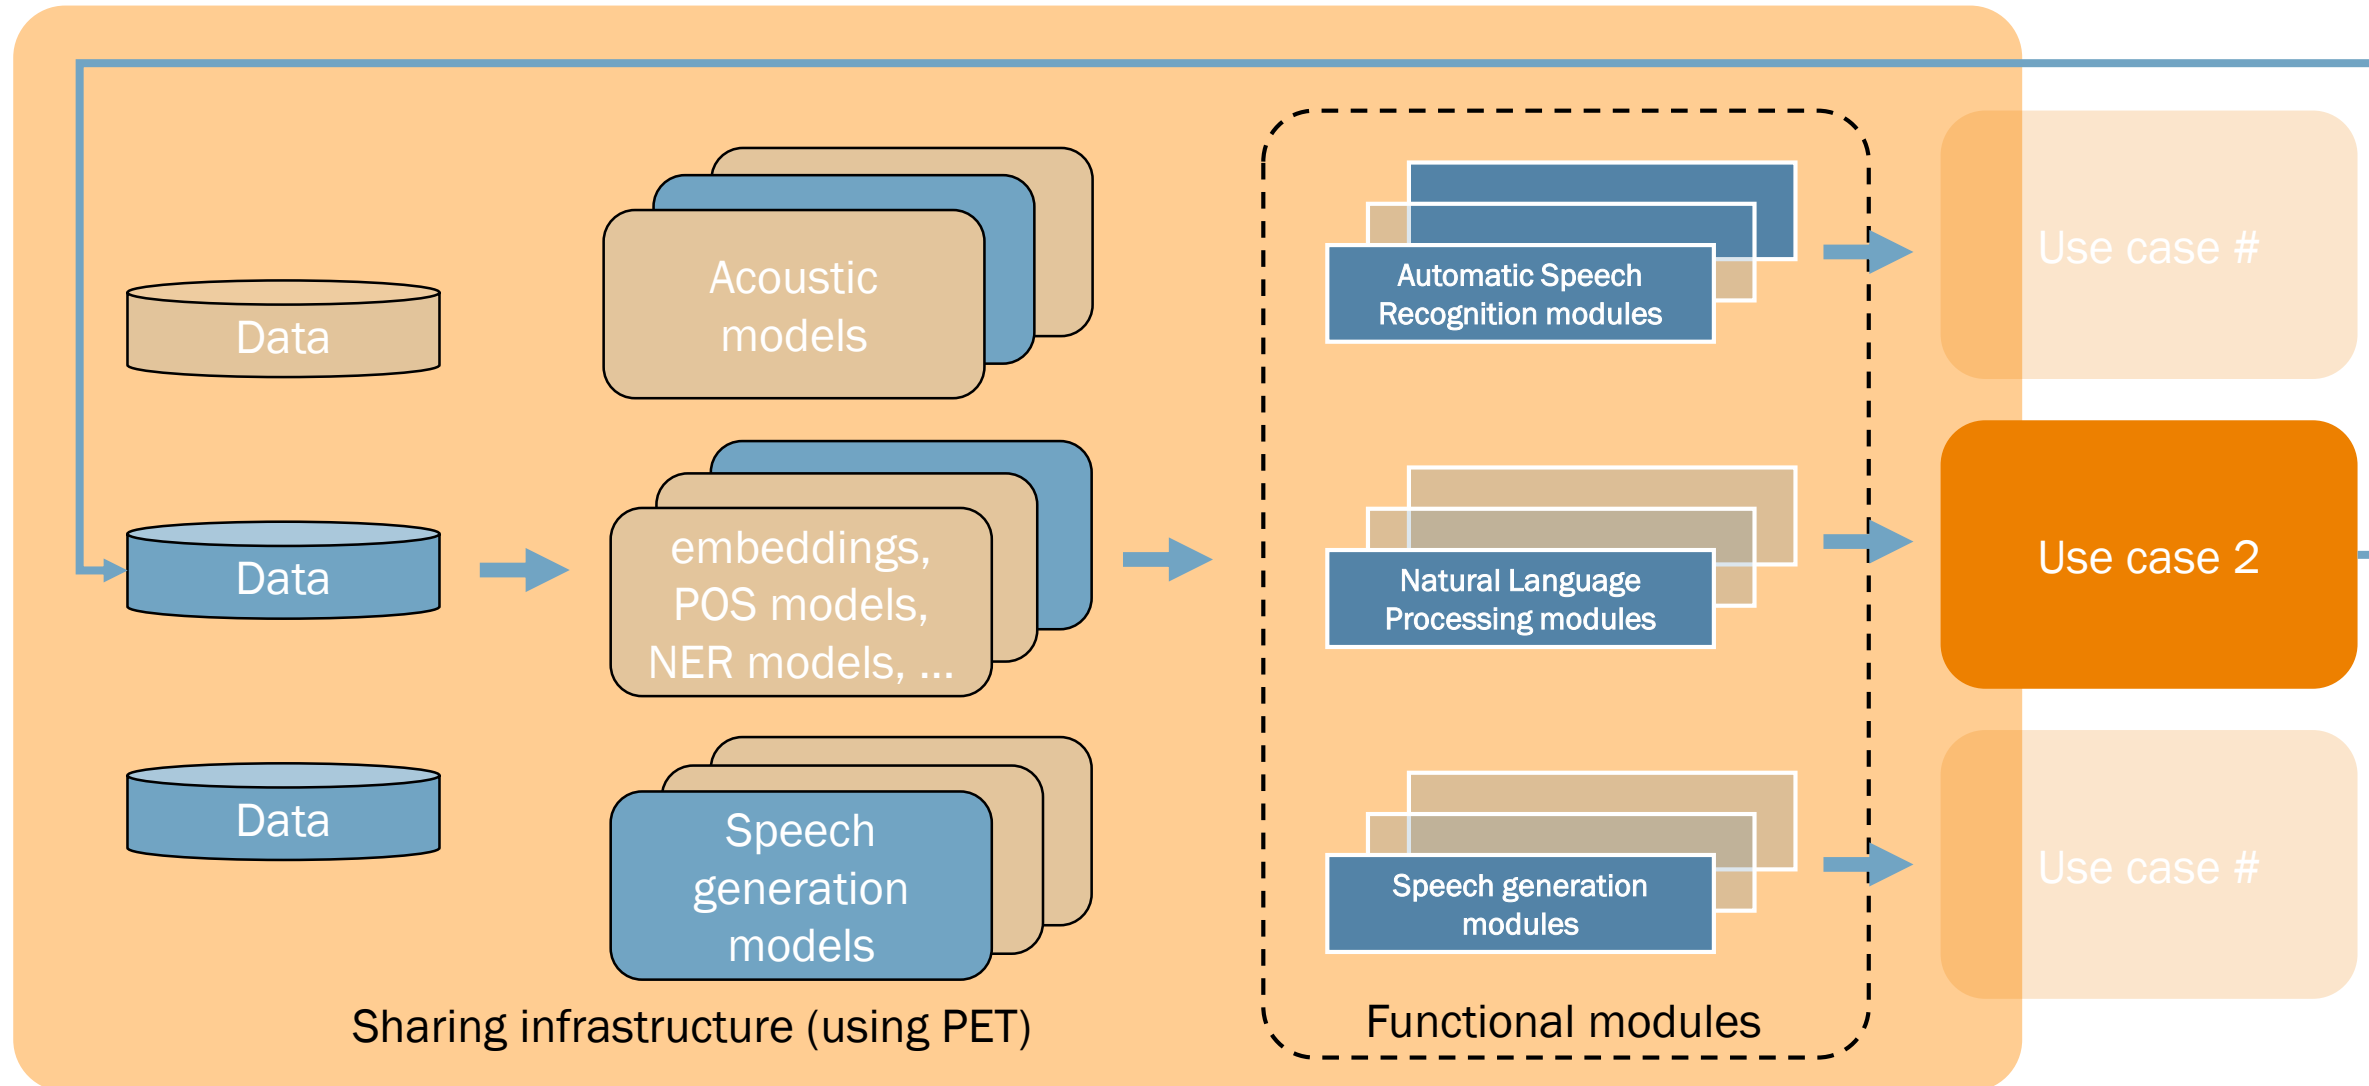 Data
Data
Data
Acoustic
models
embeddings,
POS models,
NER models, ...
Speech
generation
models
Sharing infrastructure (using PET)
Automatic Speech
Recognition modules
Natural Language
Processing modules
Speech generation
modules
Functional modules
Use case #
Use case 2
Use case #